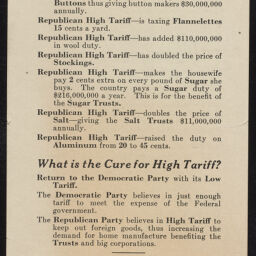 Buttons thus giving button makers $30,000,000
annually.
Republican High Tariff—is taxing Flannelettes
15 cents a yard.
Republican High Tariff—has added $110,000,000
in wool duty.
Republican High Tariff—has doubled the price of
Stockings.
Republican High Tariff—makes the housewife
pay 2 cents extra on every pound of Sugar she
buys. The country pays a Sugar duty of
$216,000,000 a year. This is for the benefit of
the Sugar Trusts.
Republican High Tariff—doubles the price of
Salt—giving the Salt Trusts $11,000,000
annually.
Republican High Tariff—raised the duty on
Aluminum from 20 to 45 cents.
What is the Cure for High Tariff?
Return to the Democratic Party with its Low
Tariff.
The Democratic Party believes in just enough
tariff to meet the expense of the Federal
government.
The Republican Party believes in High Tariff to
keep out foreign goods, thus increasing the
demand for home manufacture benefiting the
Trusts and big corporations.